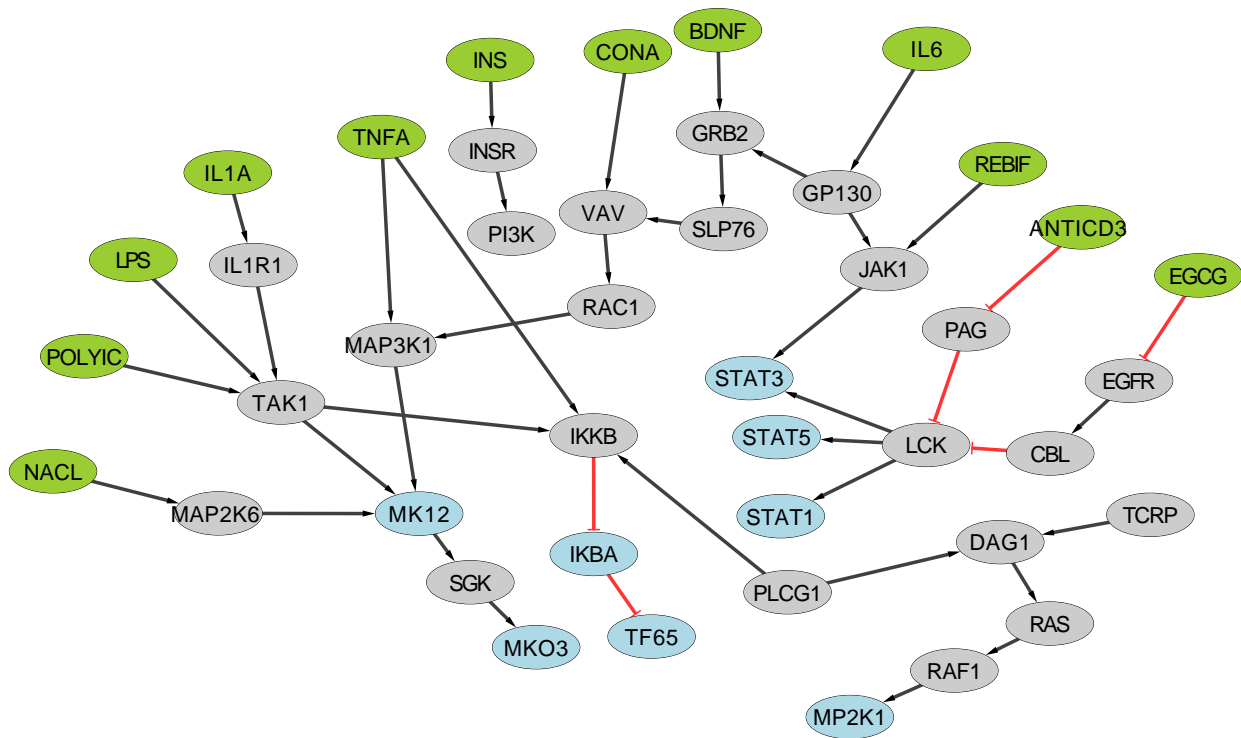 BDNF
CONA
IL6
INS
GRB2
TNFA
INSR
REBIF
IL1A
GP130
VAV
SLP76
PI3K
ANTICD3
LPS
IL1R1
JAK1
EGCG
RAC1
PAG
MAP3K1
POLYIC
STAT3
EGFR
TAK1
IKKB
STAT5
LCK
CBL
NACL
MAP2K6
MK12
STAT1
TCRP
DAG1
IKBA
SGK
PLCG1
RAS
TF65
MKO3
RAF1
MP2K1